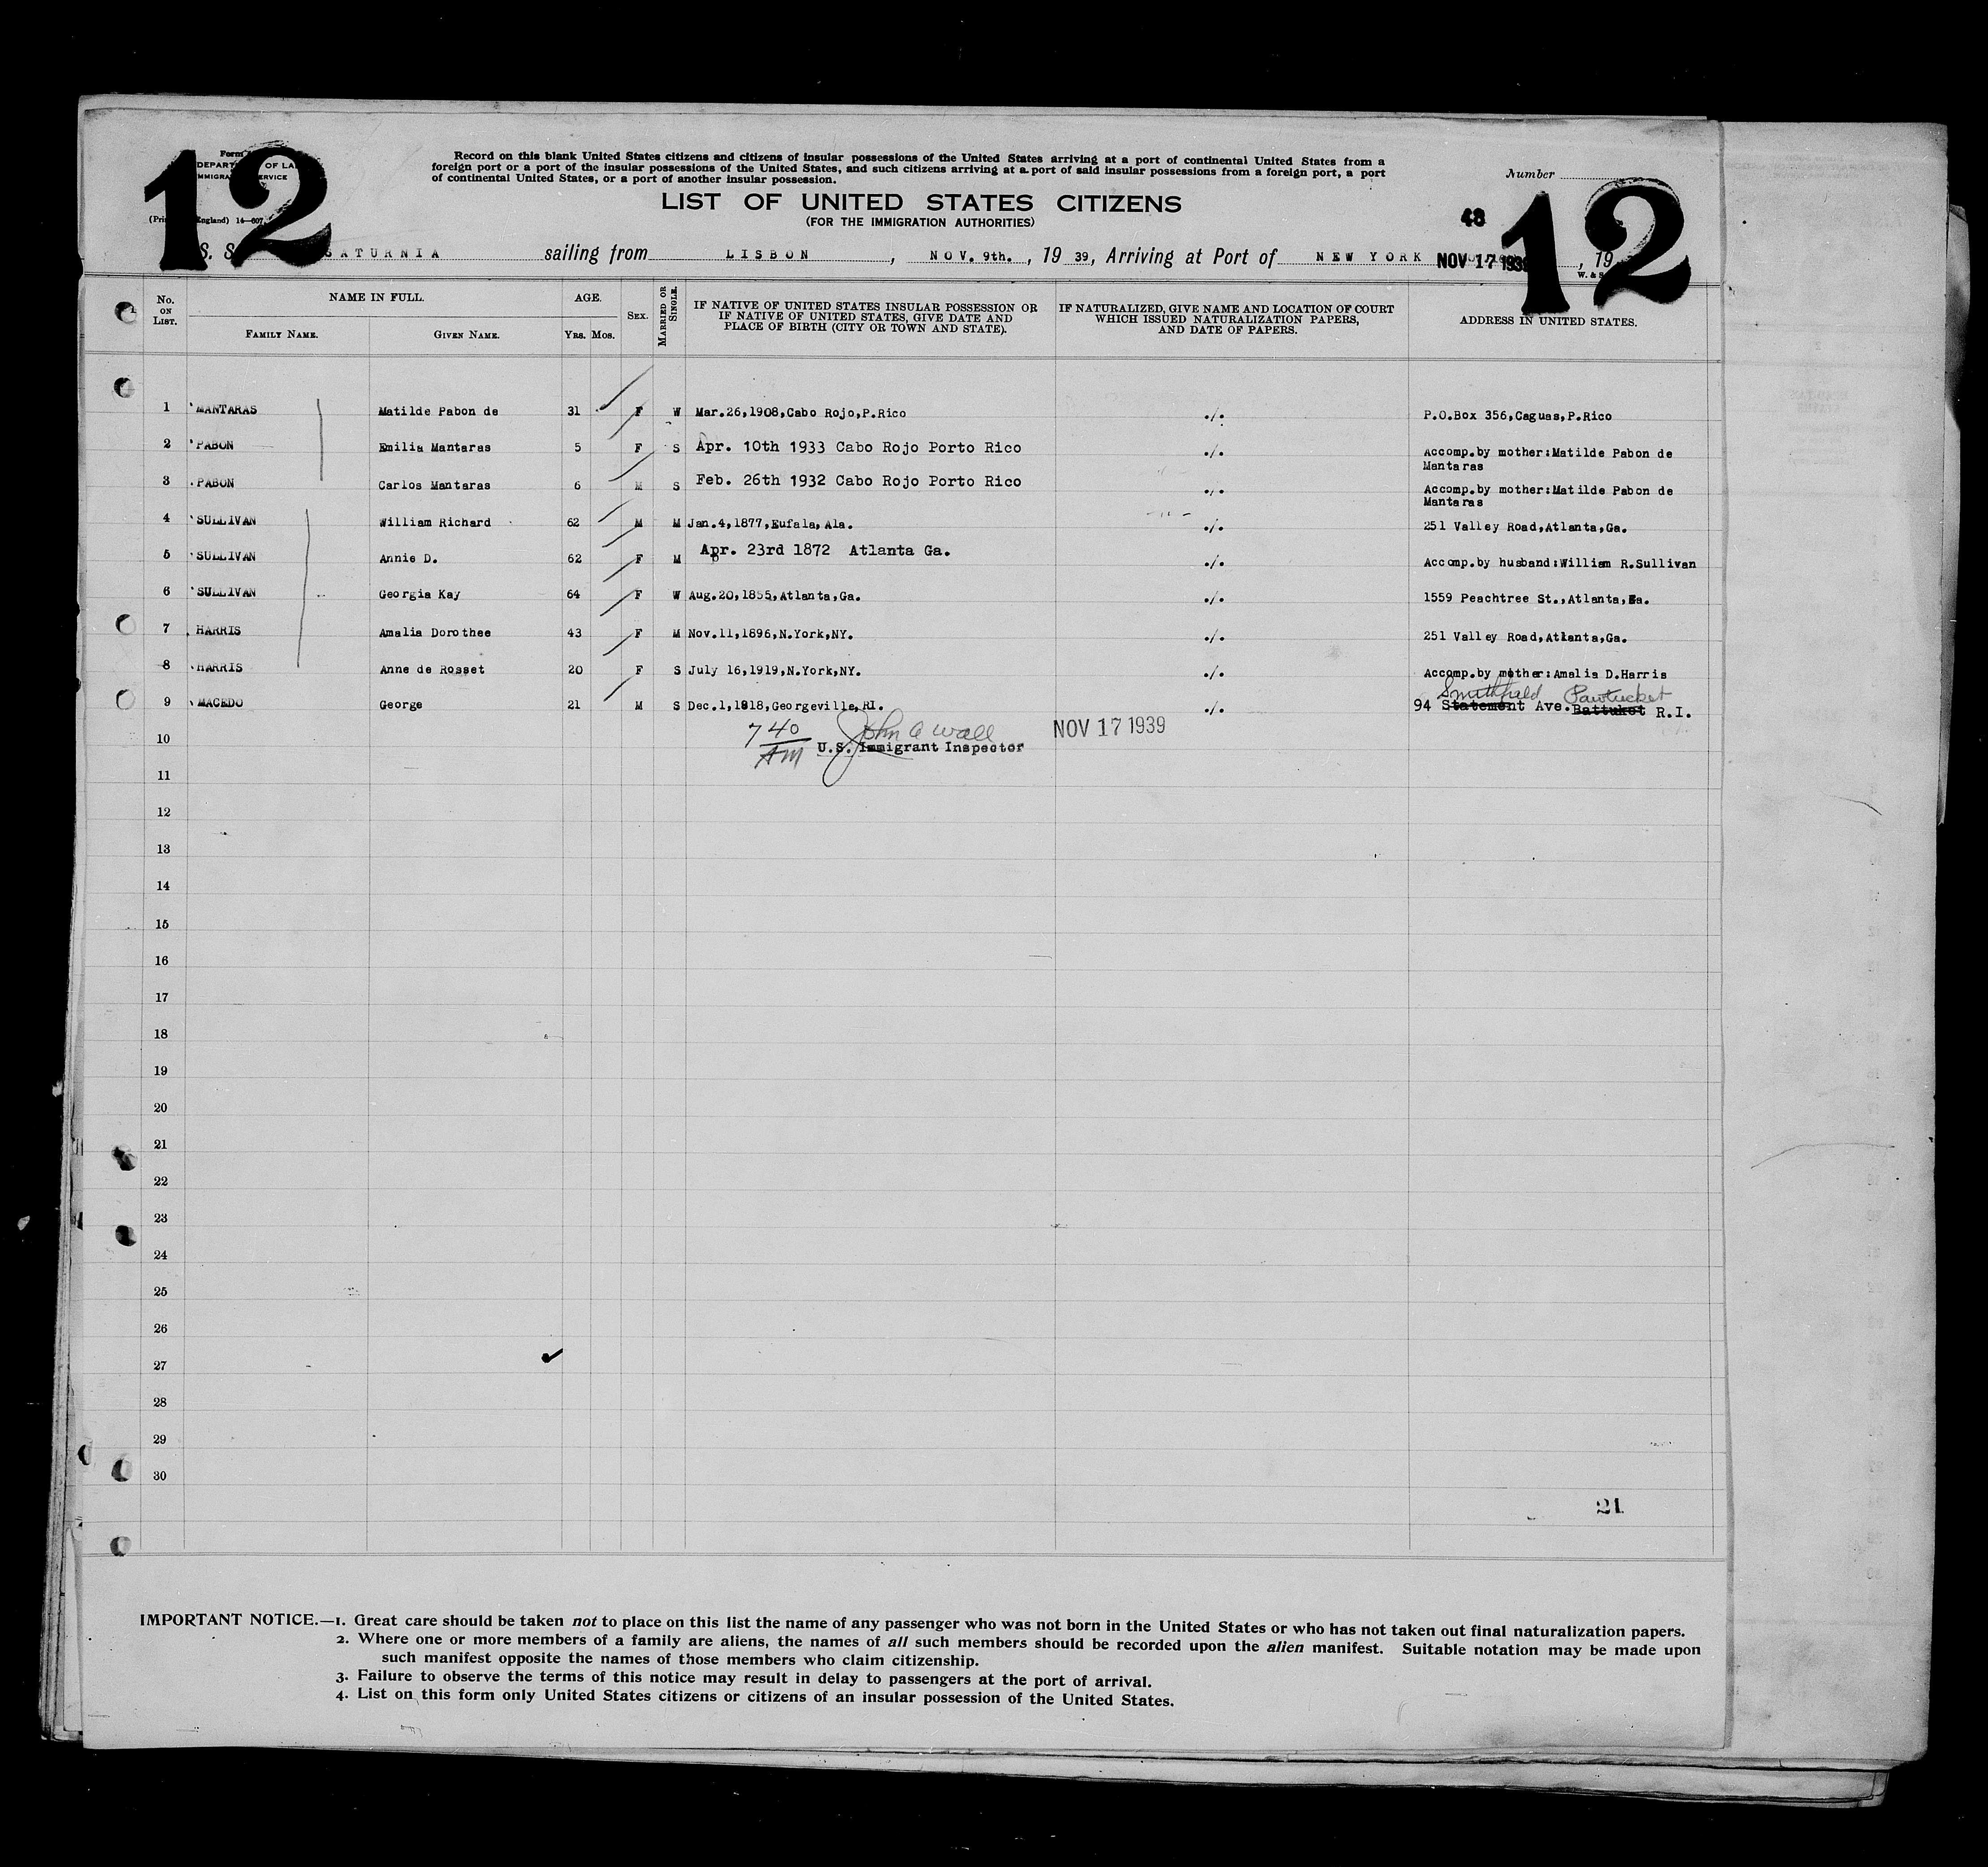 12
12
Form
DEPART OF LA
IMMIGRA SERVICE
(Pri England) 14—607
Record on this blank United States citizens and citizens of insular possessions of the United States arriving at a port of continental United States from a
foreign port or a port of the insular possessions of the United States, and such citizens arriving at a port of said insular possessions from a foreign port, a port
of continental United States, or a port of another insular possession.
Number
LIST OF UNITED STATES CITIZENS
(FOR THE IMMIGRATION AUTHORITIES)
48
S. S. SATURNIA sailing from LISBON, NOV. 9th., 19 39, Arriving at Port of NEW YORK NOV 17 1939, 19
W. & S
No. ON LIST.
NAME IN FULL.
FAMILY NAME. GIVEN NAME.
AGE.
YRS. MOS.
SEX.
MARRIED OR SINGLE.
IF NATIVE OF UNITED STATES INSULAR POSSESSION OR
IF NATIVE OF UNITED STATES, GIVE DATE AND
PLACE OF BIRTH (CITY OR TOWN AND STATE).
IF NATURALIZED, GIVE NAME AND LOCATION OF COURT
WHICH ISSUED NATURALIZATION PAPERS,
AND DATE OF PAPERS.
ADDRESS IN UNITED STATES.
1 MANTARAS Matilde Pabon de 31 F W Mar.26,1908,Cabo Rojo,P.Rico ./. P.O.Box 356,Caguas,P.Rico
2 PABON Emilia Mantaras 5 F S Apr. 10th 1933 Cabo Rojo Porto Rico ./. Accomp.by mother:Matilde Pabon de
Mantaras
3 PABON Carlos Mantaras 6 M S Feb. 26th 1932 Cabo Rojo Porto Rico ./. Accomp.by mother:Matilde Pabon de
Mantaras
4 SULLIVAN William Richard 62 M M Jan.4,1877,Eufala,Ala. ./. 251 Valley Road,Atlanta,Ga.
5 SULLIVAN Annie D. 62 F M Apr. 23rd 1872 Atlanta Ga. ./. Accomp.by husband:William R.Sullivan
6 SULLIVAN Georgia Kay 64 F W Aug.20,1855,Atlanta,Ga. ./. 1559 Peachtree St.,Atlanta,Ga.
7 HARRIS Amalia Dorothee 43 F M Nov.11,1896,N.York,NY. ./. 251 Valley Road,Atlanta,Ga.
8 HARRIS Anne de Rosset 20 F S July 16,1919,N.York,NY. ./. Accomp.by mother:Amalia D.Harris
Smithfield Pawtucket
9 MACEDO George 21 M S Dec.1,1818,Georgeville,RI. ./. 94 Statement Ave. Battuket R.I.
7 40 AM John A Wall NOV 17 1939
10 U.S. Immigrant Inspector
11
12
13
14
15
16
17
18
19
20
21
22
23
24
25
26
27
28
29
30
21
IMPORTANT NOTICE.—1. Great care should be taken not to place on this list the name of any passenger who was not born in the United States or who has not taken out final naturalization papers.
2. Where one or more members of a family are aliens, the names of all such members should be recorded upon the alien manifest. Suitable notation may be made upon
such manifest opposite the names of those members who claim citizenship.
3. Failure to observe the terms of this notice may result in delay to passengers at the port of arrival.
4. List on this form only United States citizens or citizens of an insular possession of the United States.